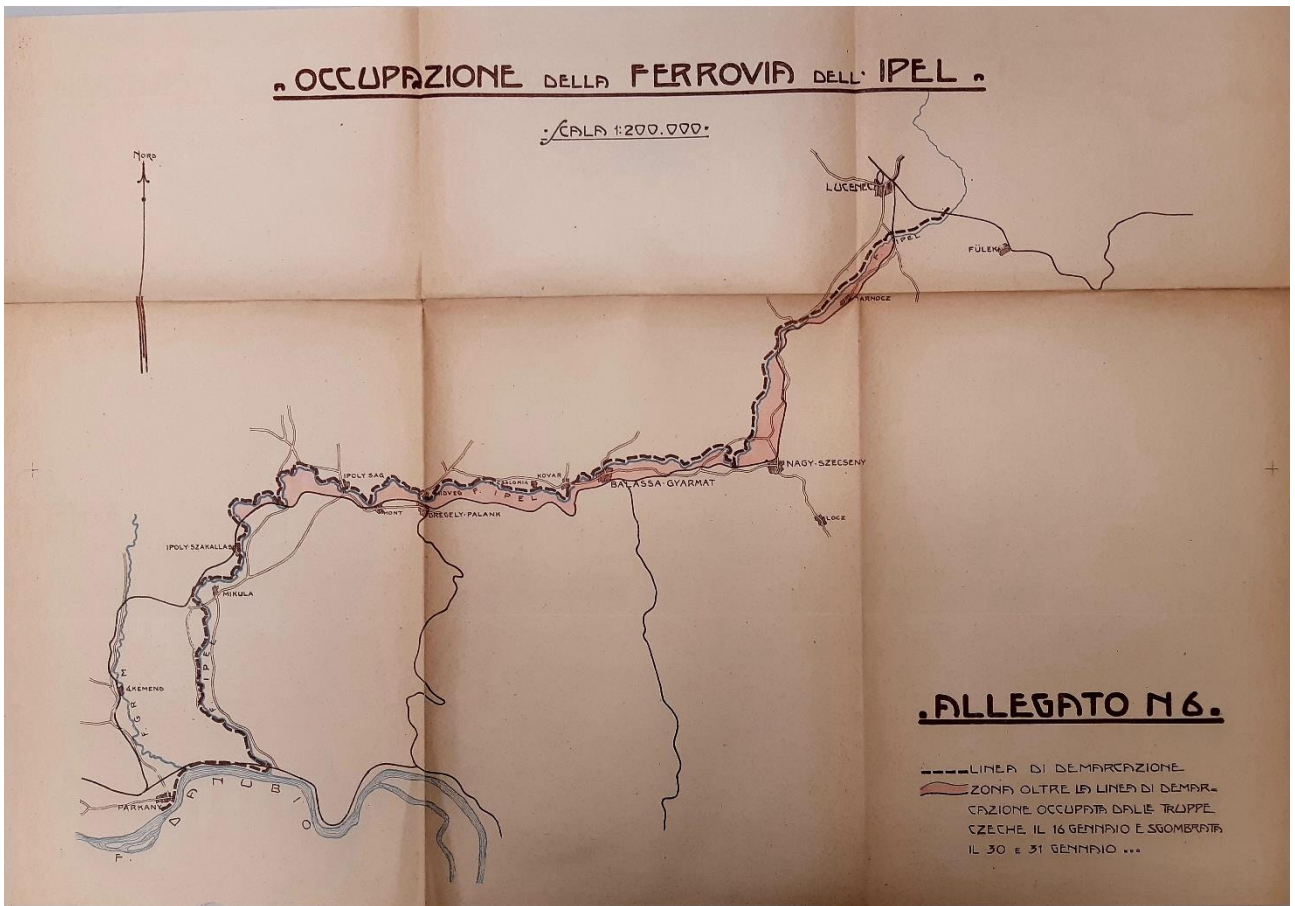 „OCCUPAZIONE DELLA FERROVIA DELL' IPEL„
·SCALA 1:200.000·
NORD
LUCENEC
F. IPEL
FÜLEK
TARNOCZ
IPOLY SAG
KOVAR
NAGY-SZECSENY
BALASSA-GYARMAT
F. IPEL
HONT
DREGELY-PALANK
LOCZ
IPOLY-SZAKALLAS
MIKULA
F. IPEL
KEMEND
F. GRAM
PARKANY
F. DANUBIO
.ALLEGATO N 6.
LINEA DI DEMARCAZIONE
ZONA OLTRE LA LINEA DI DEMAR-
CAZIONE OCCUPATA DALLE TRUPPE
CZECHE IL 16 GENNAIO E SGOMBRATA
IL 30 E 31 GENNAIO ...